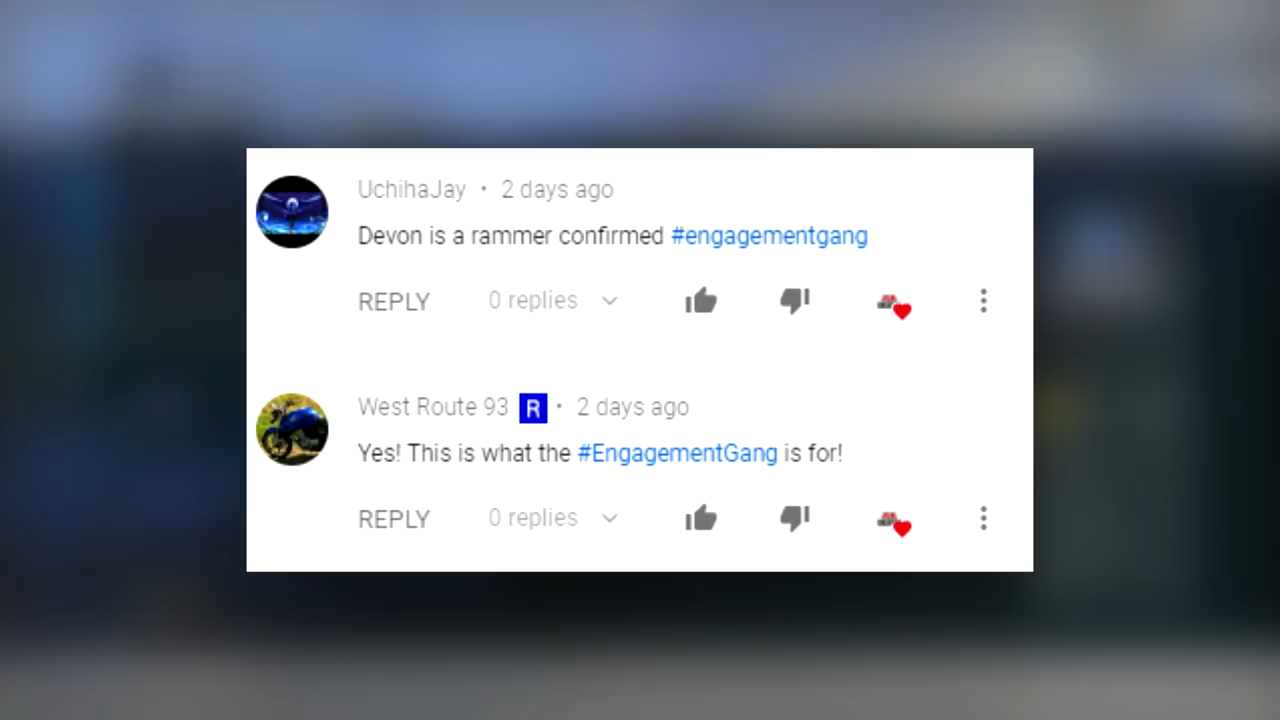 UchihaJay • 2 days ago
Devon is a rammer confirmed #engagementgang
REPLY 0 replies
West Route 93 R • 2 days ago
Yes! This is what the #EngagementGang is for!
REPLY 0 replies